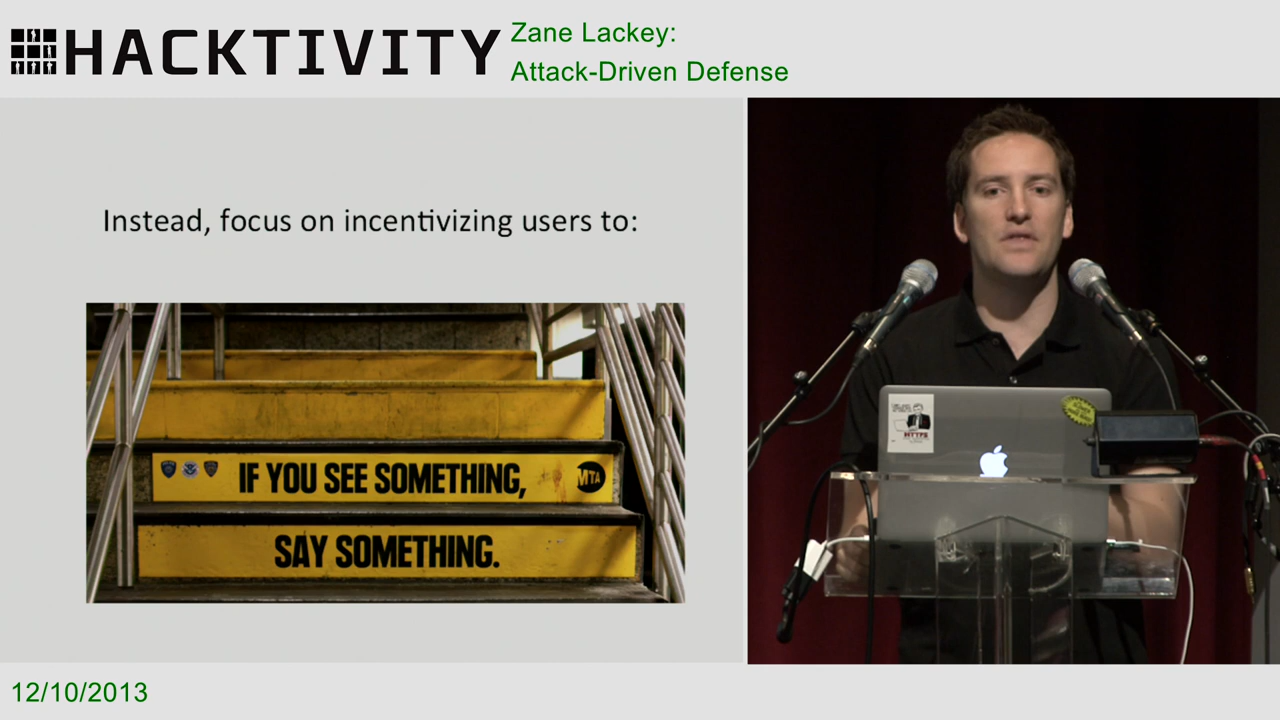 HACKTIVITY
Zane Lackey:
Attack-Driven Defense
Instead, focus on incentivizing users to:
IF YOU SEE SOMETHING,
MTA
SAY SOMETHING.
HTTPS
12/10/2013